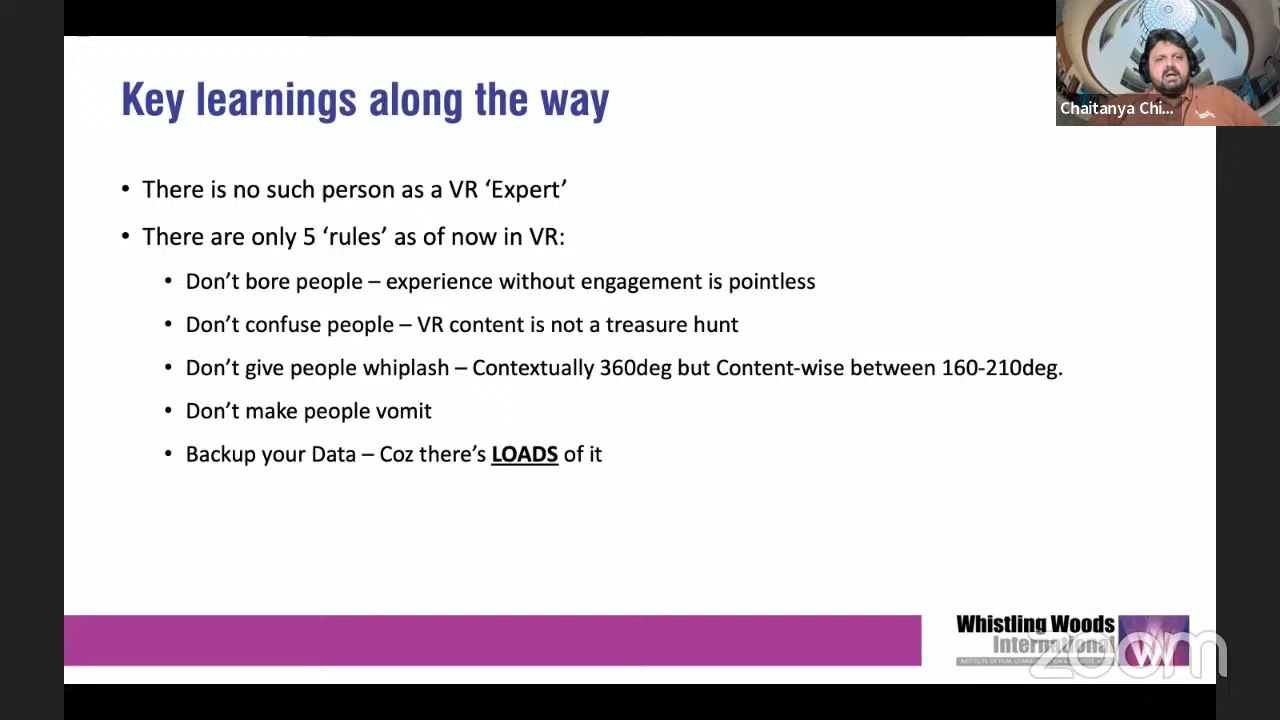 Key learnings along the way
Chaitanya Chi...
• There is no such person as a VR ‘Expert’
• There are only 5 ‘rules’ as of now in VR:
• Don’t bore people – experience without engagement is pointless
• Don’t confuse people – VR content is not a treasure hunt
• Don’t give people whiplash – Contextually 360deg but Content-wise between 160-210deg.
• Don’t make people vomit
• Backup your Data – Coz there’s LOADS of it
Whistling Woods
International
zoom